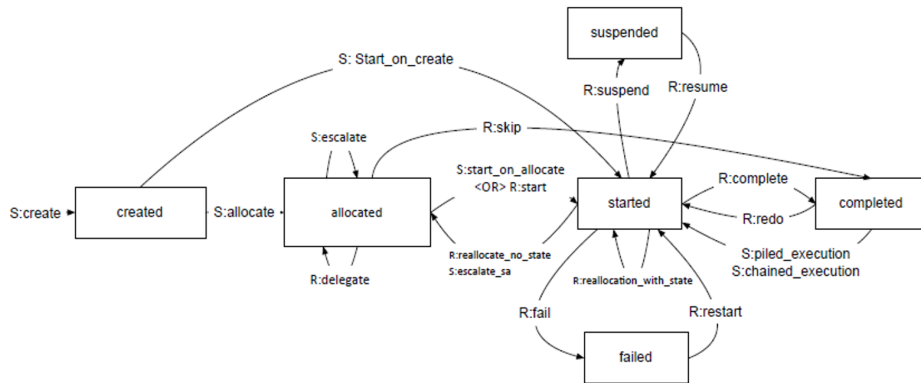 suspended
S: Start_on_create
R:suspend
R:resume
R:skip
S:escalate
S:start_on_allocate
<OR> R:start
R:complete
S:create
created
S:allocate
allocated
started
completed
R:redo
R:reallocate_no_state
S:escalate_sa
S:piled_execution
S:chained_execution
R:delegate
R:reallocation_with_state
R:fail
R:restart
failed